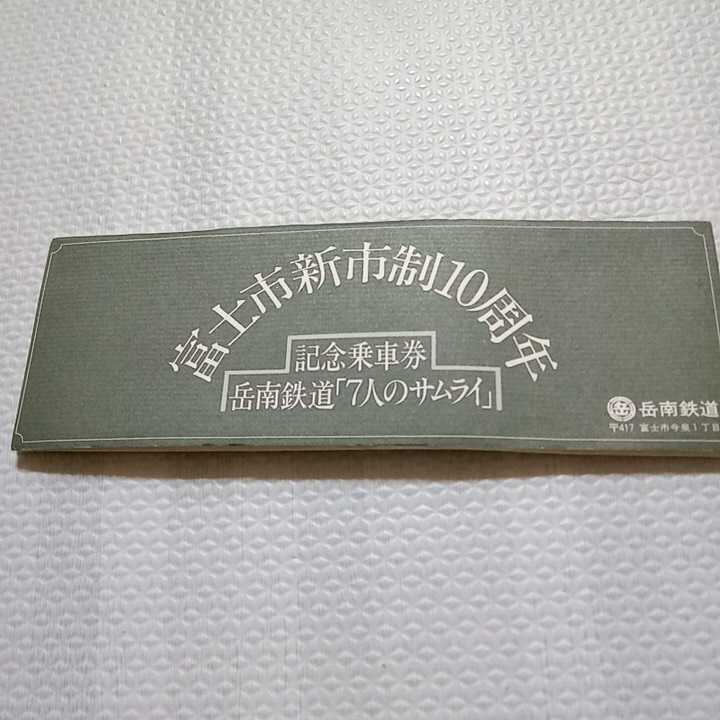 富士市新市制10周年
記念乗車券
岳南鉄道「7人のサムライ」
岳 岳南鉄道
〒417 富士市今泉1丁目